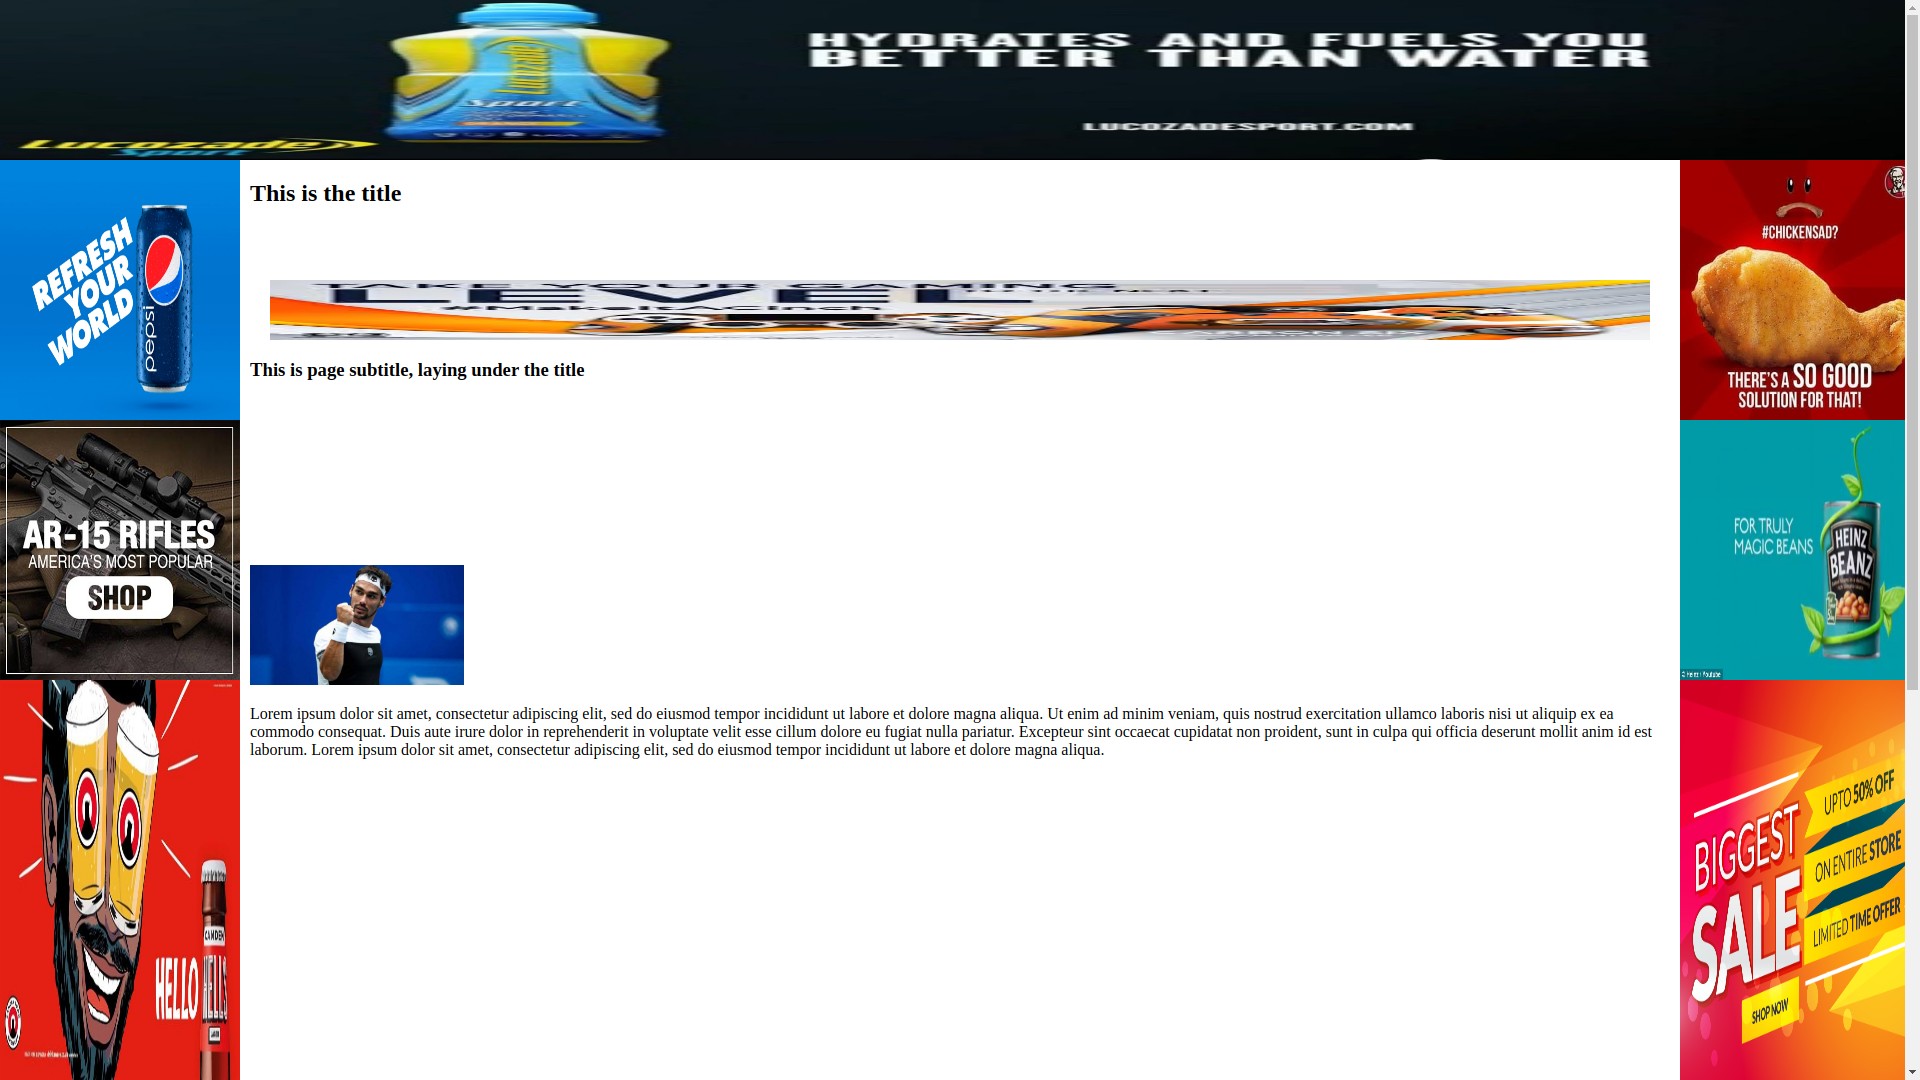 HYDRATES AND FUELS YOU
BETTER THAN WATER
Lucozade
Sport
LUCOZADESPORT.COM
Lucozade
Sport
REFRESH
YOUR
WORLD
pepsi
This is the title
TAKE YOUR GAMING
LEVEL
This is page subtitle, laying under the title
#CHICKENSAD?
THERE'S A SO GOOD
SOLUTION FOR THAT!
AR-15 RIFLES
AMERICA'S MOST POPULAR
SHOP
FOR TRULY
MAGIC BEANS
HEINZ
BEANZ
Lorem ipsum dolor sit amet, consectetur adipiscing elit, sed do eiusmod tempor incididunt ut labore et dolore magna aliqua. Ut enim ad minim veniam, quis nostrud exercitation ullamco laboris nisi ut aliquip ex ea
commodo consequat. Duis aute irure dolor in reprehenderit in voluptate velit esse cillum dolore eu fugiat nulla pariatur. Excepteur sint occaecat cupidatat non proident, sunt in culpa qui officia deserunt mollit anim id est
laborum. Lorem ipsum dolor sit amet, consectetur adipiscing elit, sed do eiusmod tempor incididunt ut labore et dolore magna aliqua.
CAMDEN
HELLO HELLS
BIGGEST
SALE
UPTO 50% OFF
ON ENTIRE STORE
LIMITED TIME OFFER
SHOP NOW